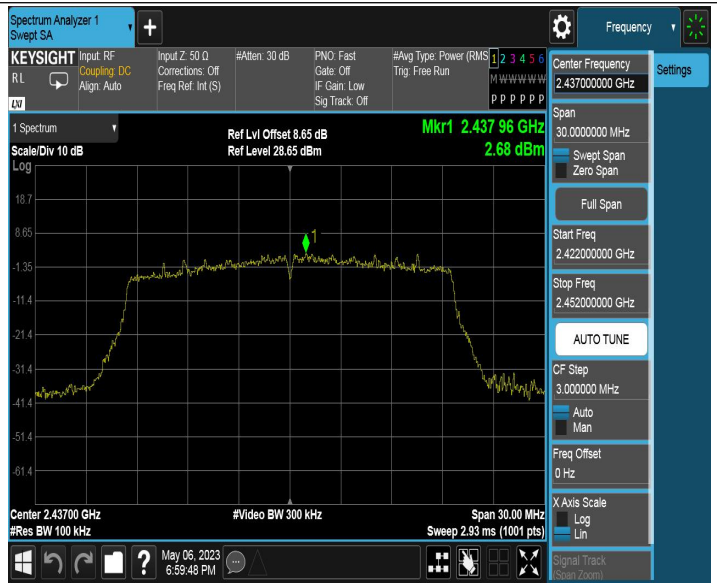 Spectrum Analyzer 1
Swept SA
+
Frequency
KEYSIGHT
RL
LXI
Input: RF
Coupling: DC
Align: Auto
Input Z: 50 Ω
Corrections: Off
Freq Ref: Int (S)
#Atten: 30 dB
PNO: Fast
Gate: Off
IF Gain: Low
Sig Track: Off
#Avg Type: Power (RMS
Trig: Free Run
1 2 3 4 5 6
M W W W W W
P P P P P P
1 Spectrum
Scale/Div 10 dB
Ref Lvl Offset 8.65 dB
Ref Level 28.65 dBm
Mkr1 2.437 96 GHz
2.68 dBm
Log
18.7
8.65
-1.35
-11.4
-21.4
-31.4
-41.4
-51.4
-61.4
1
Center 2.43700 GHz
#Res BW 100 kHz
#Video BW 300 kHz
Span 30.00 MHz
Sweep 2.93 ms (1001 pts)
Center Frequency
2.437000000 GHz
Span
30.0000000 MHz
Swept Span
Zero Span
Full Span
Start Freq
2.422000000 GHz
Stop Freq
2.452000000 GHz
AUTO TUNE
CF Step
3.000000 MHz
Auto
Man
Freq Offset
0 Hz
X Axis Scale
Log
Lin
Signal Track
(Span Zoom)
Settings
?
May 06, 2023
6:59:48 PM